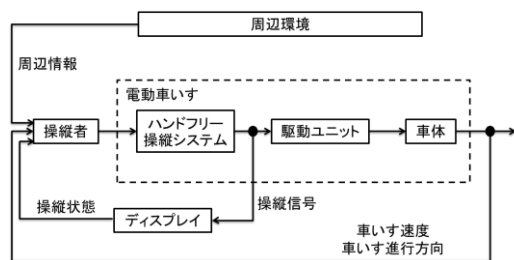 周辺環境
周辺情報
電動車いす
操縦者
ハンドフリー
操縦システム
駆動ユニット
車体
操縦状態
ディスプレイ
操縦信号
車いす速度
車いす進行方向